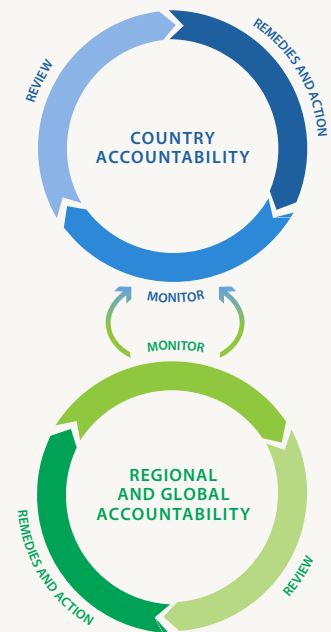 REVIEW
REMEDIES AND ACTION
COUNTRY
ACCOUNTABILITY
MONITOR
MONITOR
REGIONAL
AND GLOBAL
ACCOUNTABILITY
REMEDIES AND ACTION
REVIEW